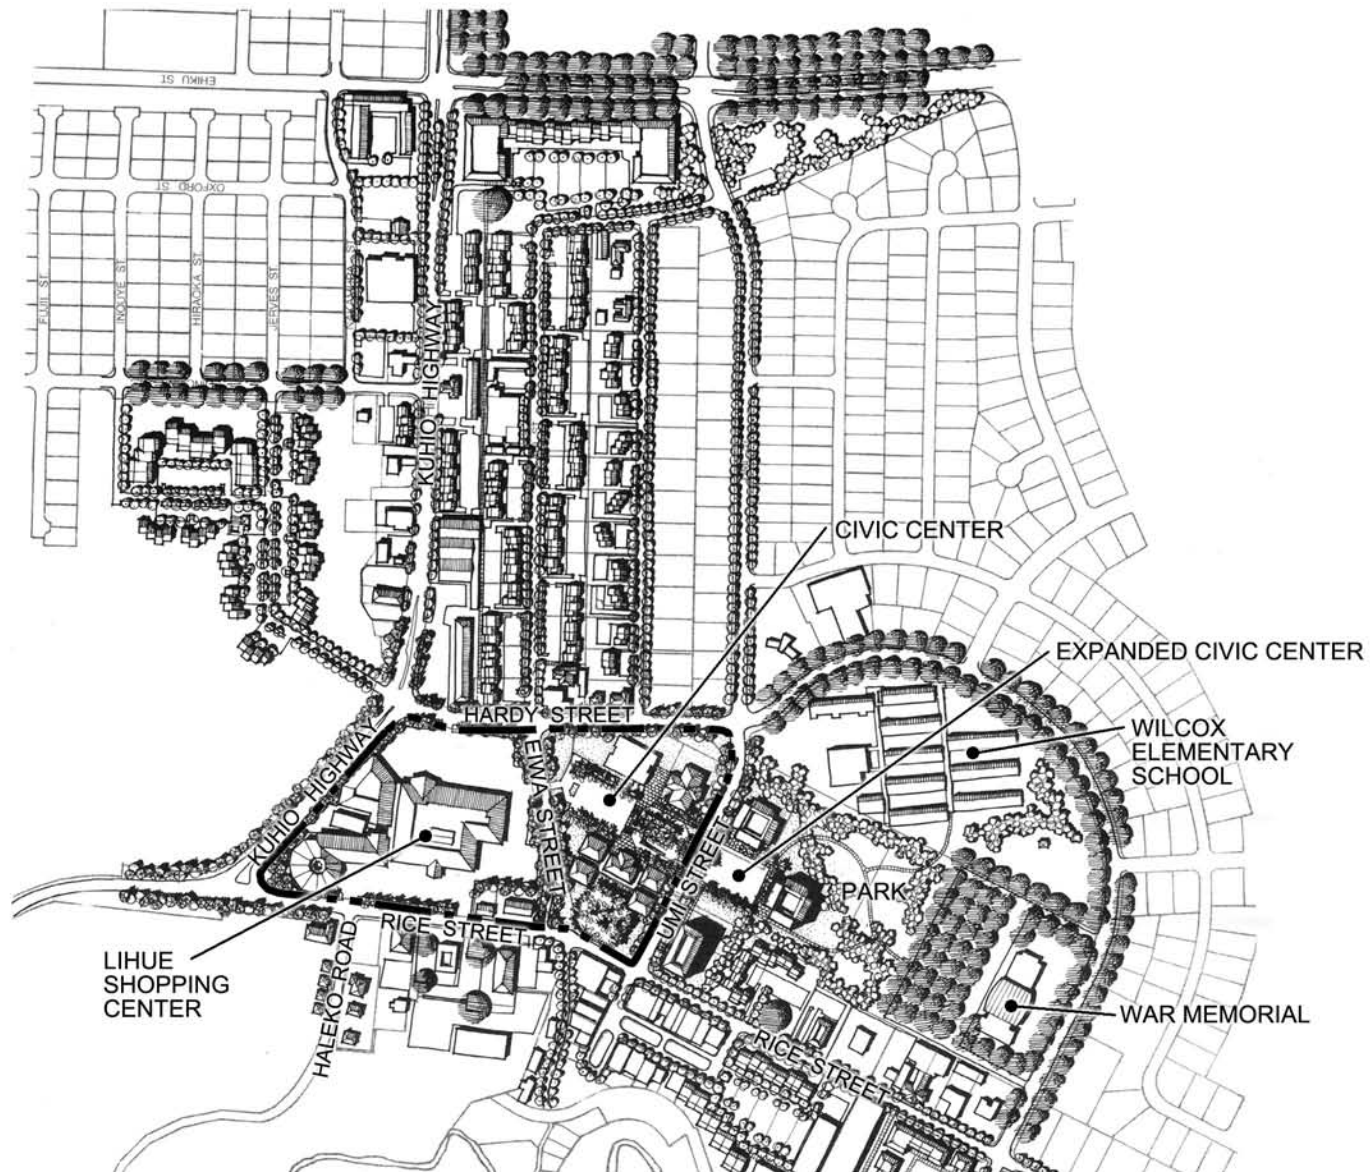 EHIKU ST
OXFORD ST
FUJII ST
INOUYE ST
HIRAOKA ST
JERVES ST
KUHIO HIGHWAY
CIVIC CENTER
EXPANDED CIVIC CENTER
HARDY STREET
WILCOX
ELEMENTARY
SCHOOL
KUHIO HIGHWAY
EIWA STREET
UMI STREET
PARK
RICE STREET
LIHUE
SHOPPING
CENTER
HALEKO ROAD
WAR MEMORIAL
RICE STREET